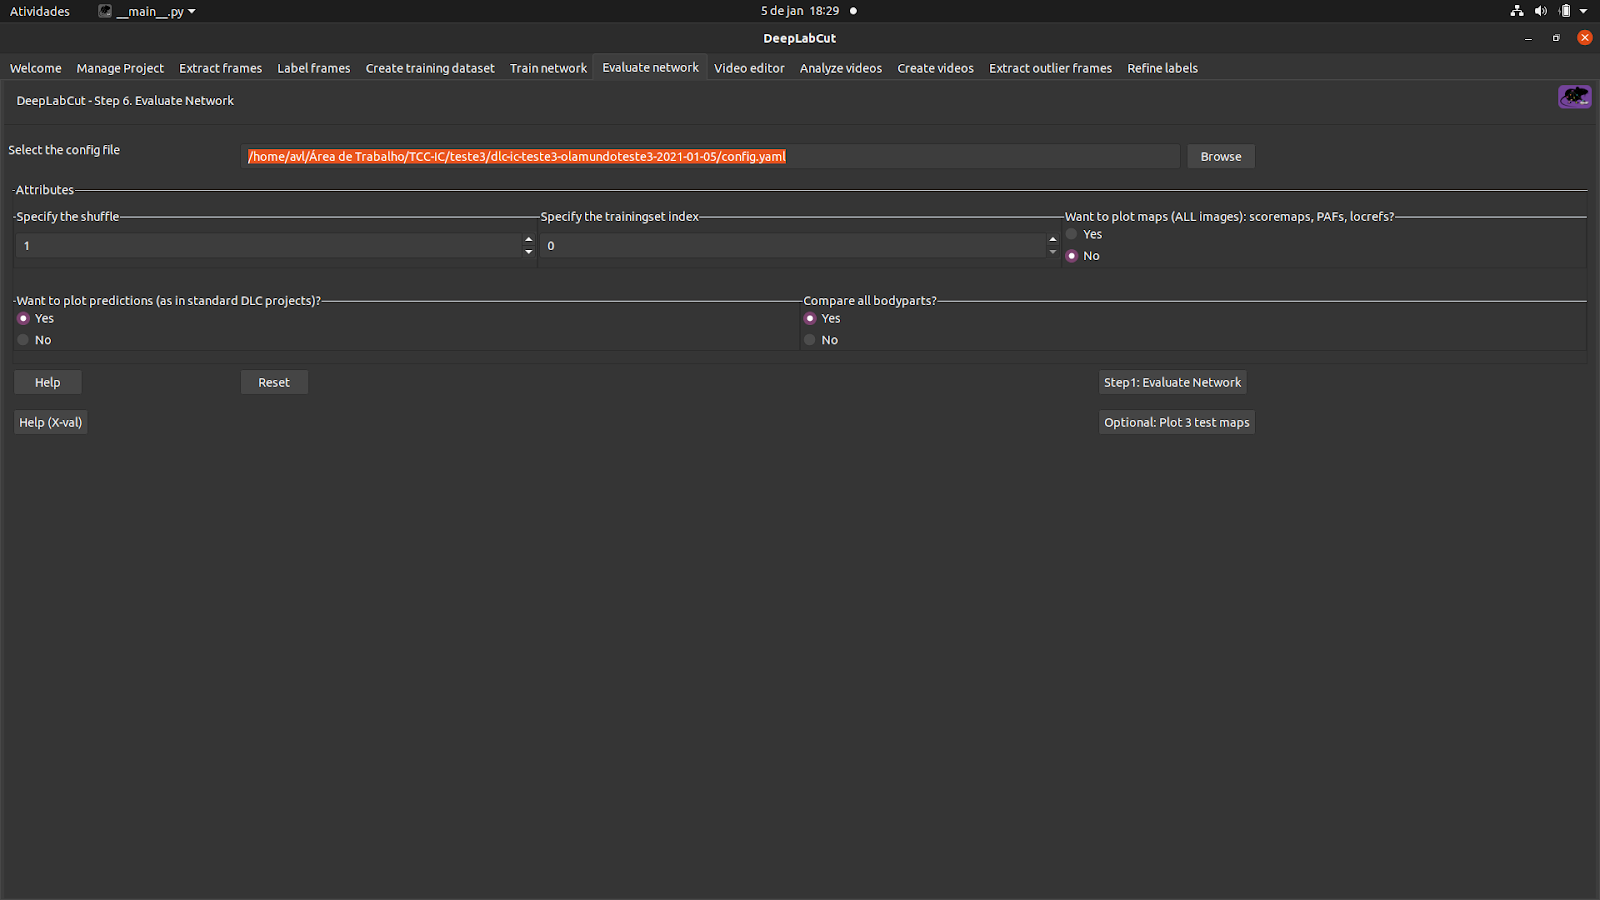 Atividades __main__.py 5 de jan 18:29
DeepLabCut
Welcome Manage Project Extract frames Label frames Create training dataset Train network Evaluate network Video editor Analyze videos Create videos Extract outlier frames Refine labels
DeepLabCut - Step 6. Evaluate Network
Select the config file /home/avl/Área de Trabalho/TCC-IC/teste3/dlc-ic-teste3-olamundoteste3-2021-01-05/config.yaml Browse
Attributes
Specify the shuffle Specify the trainingset index Want to plot maps (ALL images): scoremaps, PAFs, locrefs?
1 0 Yes
No
Want to plot predictions (as in standard DLC projects)? Compare all bodyparts?
Yes Yes
No No
Help Reset Step1: Evaluate Network
Help (X-val) Optional: Plot 3 test maps